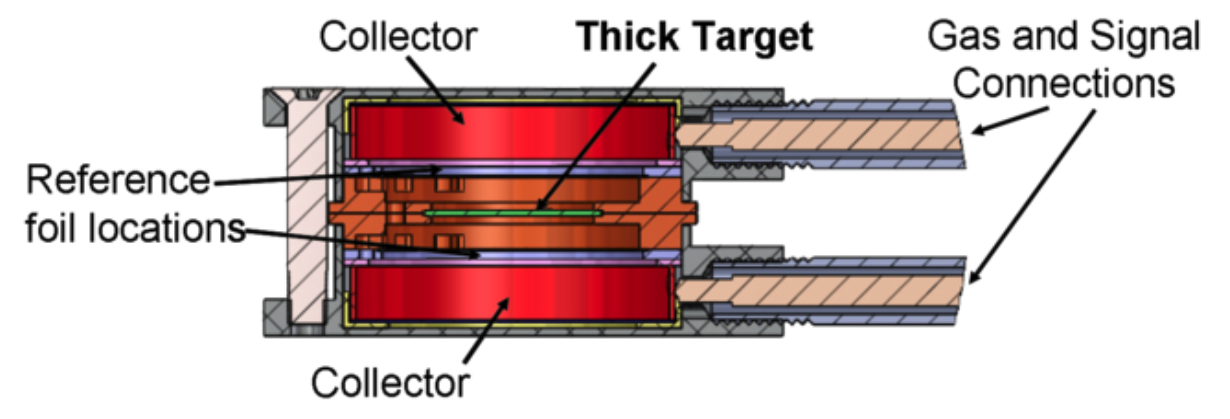 Collector
Thick Target
Gas and Signal
Connections
Reference
foil locations
Collector